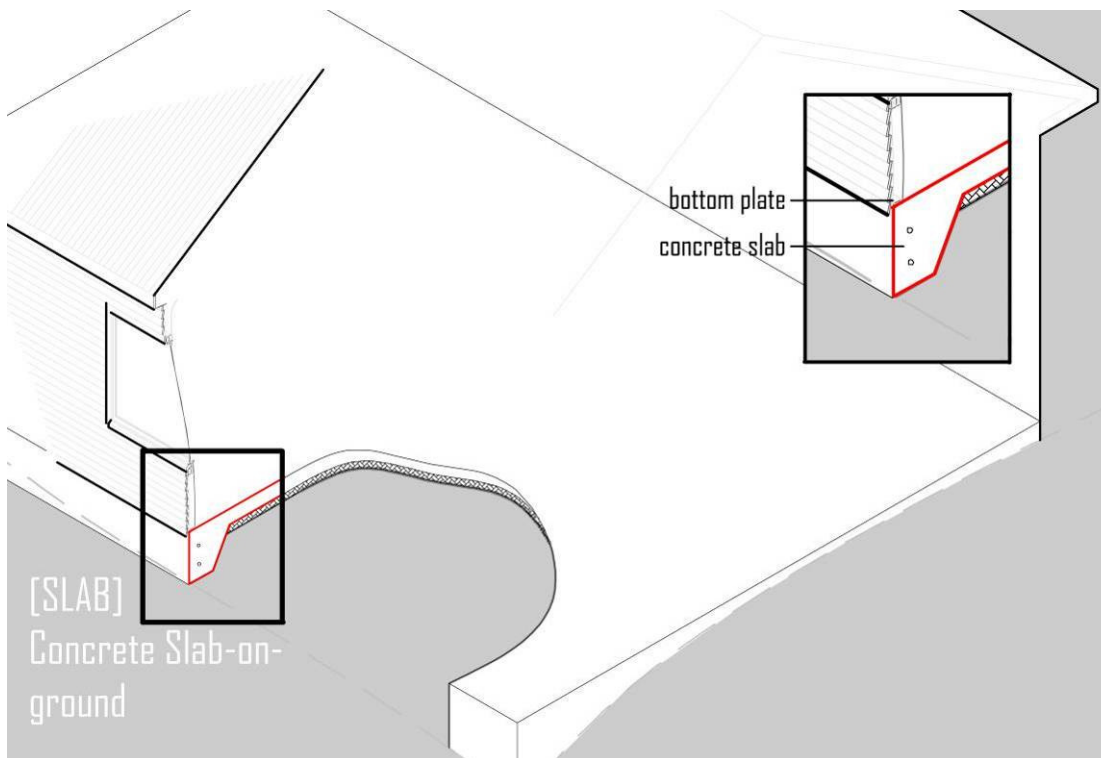 bottom plate
concrete slab
[SLAB]
Concrete Slab-on-
ground